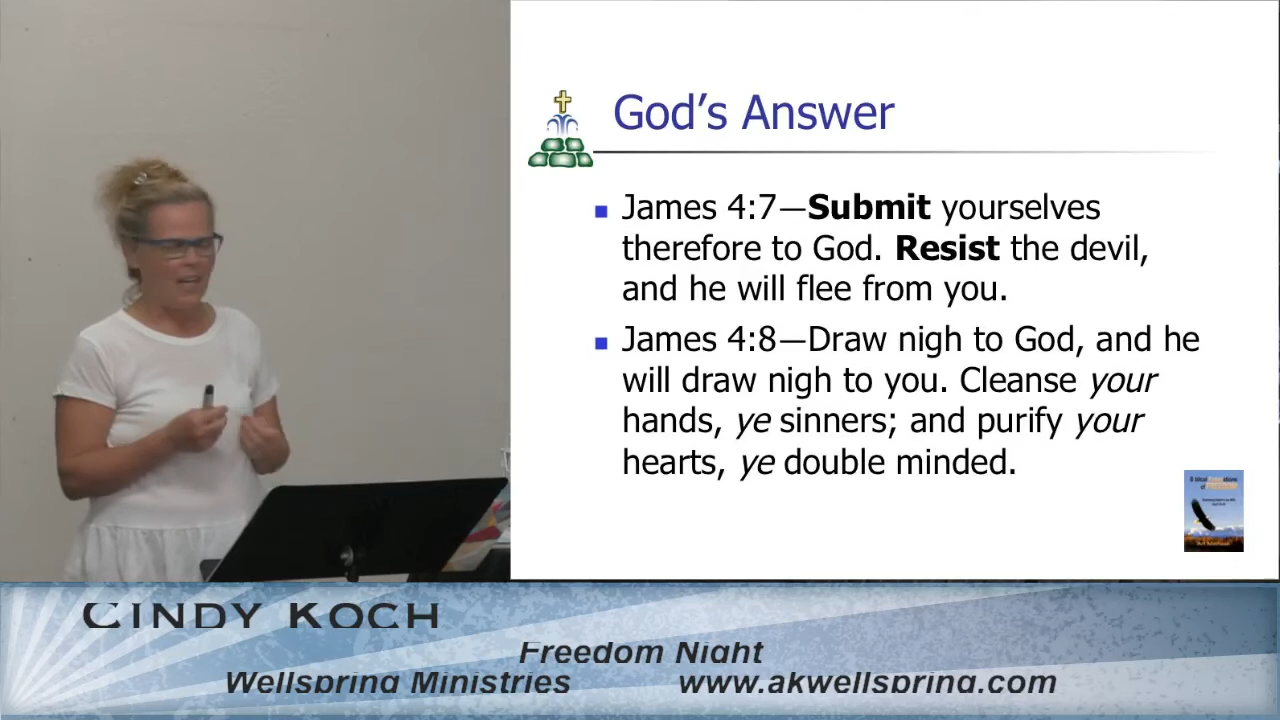 God's Answer
James 4:7—Submit yourselves
therefore to God. Resist the devil,
and he will flee from you.
James 4:8—Draw nigh to God, and he
will draw nigh to you. Cleanse your
hands, ye sinners; and purify your
hearts, ye double minded.
CINDY KOCH
Freedom Night
Wellspring Ministries www.akwellspring.com